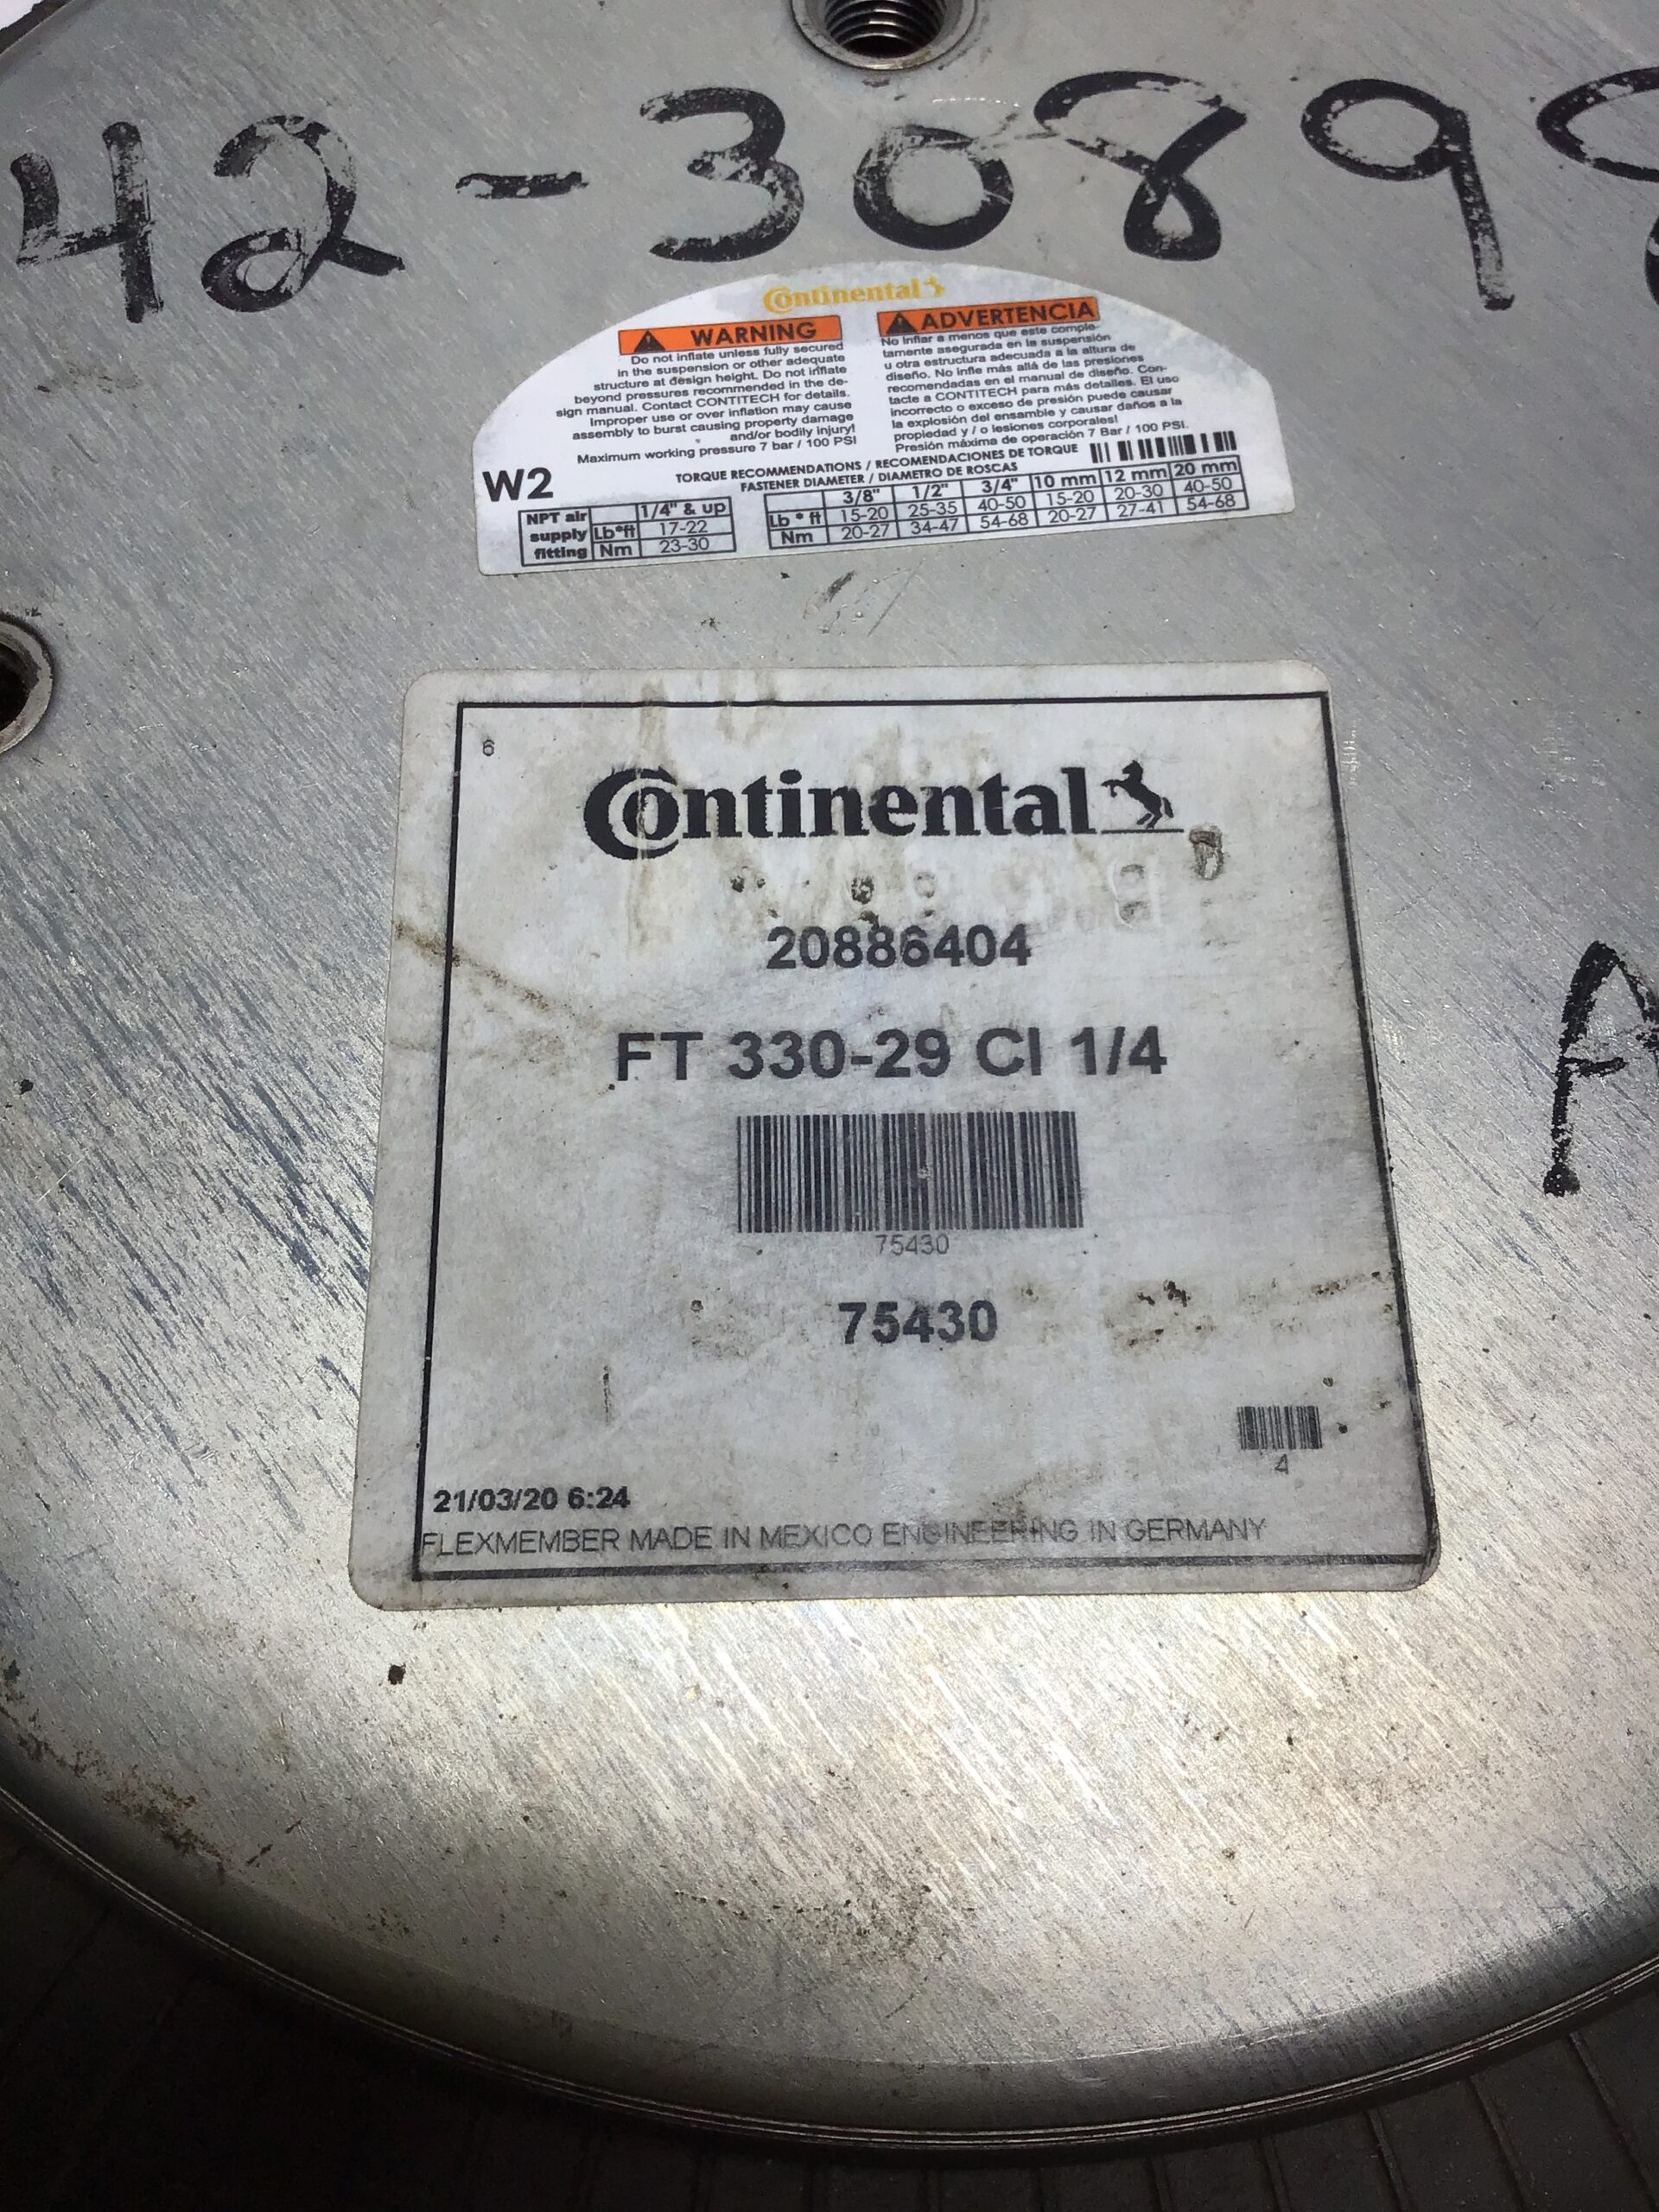 42-3089
Continental
WARNING
Do not inflate unless fully secured
in the suspension or other adequate
structure at design height. Do not inflate
beyond pressures recommended in the de-
sign manual. Contact CONTITECH for details.
Improper use or over inflation may cause
assembly to burst causing property damage
and/or bodily injury!
Maximum working pressure 7 bar / 100 PSI
ADVERTENCIA
No inflar a menos que este comple-
tamente asegurada en la suspensión
u otra estructura adecuada a la altura de
diseño. No infle más allá de las presiones
recomendadas en el manual de diseño. Con-
tacte a CONTITECH para más detalles. El uso
incorrecto o exceso de presión puede causar
la explosión del ensamble y causar daños a la
propiedad y / o lesiones corporales!
Presión máxima de operación 7 Bar / 100 PSI.
W2
TORQUE RECOMMENDATIONS / RECOMENDACIONES DE TORQUE
FASTENER DIAMETER / DIAMETRO DE ROSCAS
NPT air supply fitting
1/4" & up
Lb*ft 17-22
Nm 23-30
3/8" 1/2" 3/4" 10 mm 12 mm 20 mm
Lb * ft 15-20 25-35 40-50 15-20 20-30 40-50
Nm 20-27 34-47 54-68 20-27 27-41 54-68
6
Continental
20886404
FT 330-29 CI 1/4
75430
75430
4
21/03/20 6:24
FLEXMEMBER MADE IN MEXICO ENGINEERING IN GERMANY
A